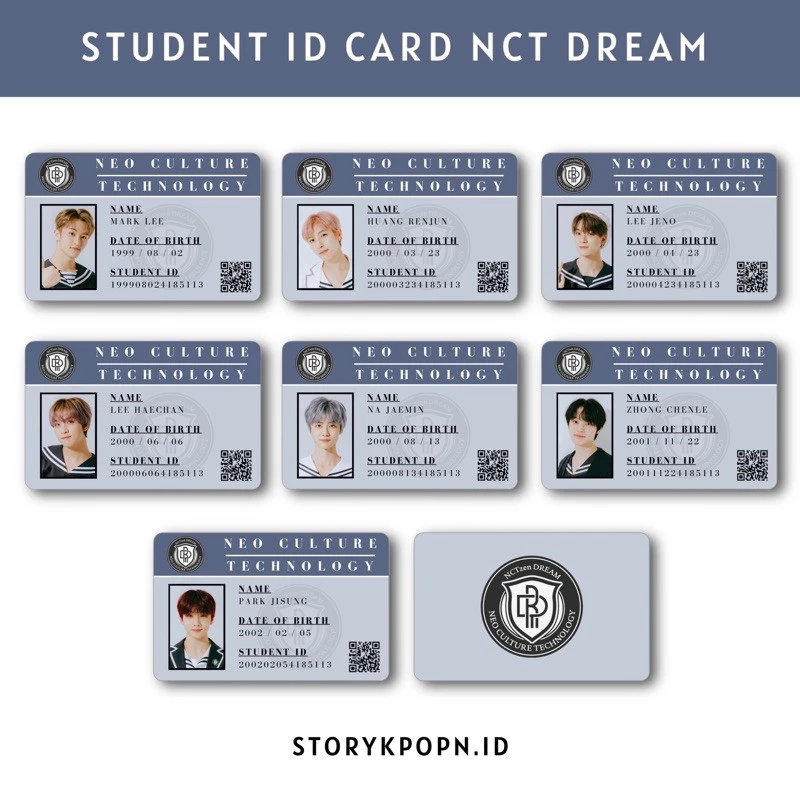 STUDENT ID CARD NCT DREAM
NEO CULTURE
TECHNOLOGY
NAME
MARK LEE
DATE OF BIRTH
1999 / 08 / 02
STUDENT ID
199908024185113
NEO CULTURE
TECHNOLOGY
NAME
HUANG RENJUN
DATE OF BIRTH
2000 / 03 / 23
STUDENT ID
200003234185113
NEO CULTURE
TECHNOLOGY
NAME
LEE JENO
DATE OF BIRTH
2000 / 04 / 23
STUDENT ID
200004234185113
NEO CULTURE
TECHNOLOGY
NAME
LEE HAECHAN
DATE OF BIRTH
2000 / 06 / 06
STUDENT ID
200006064185113
NEO CULTURE
TECHNOLOGY
NAME
NA JAEMIN
DATE OF BIRTH
2000 / 08 / 13
STUDENT ID
200008134185113
NEO CULTURE
TECHNOLOGY
NAME
ZHONG CHENLE
DATE OF BIRTH
2001 / 11 / 22
STUDENT ID
200111224185113
NEO CULTURE
TECHNOLOGY
NAME
PARK JISUNG
DATE OF BIRTH
2002 / 02 / 05
STUDENT ID
200202054185113
NCTzen DREAM
NEO CULTURE TECHNOLOGY
STORYKPOPN.ID